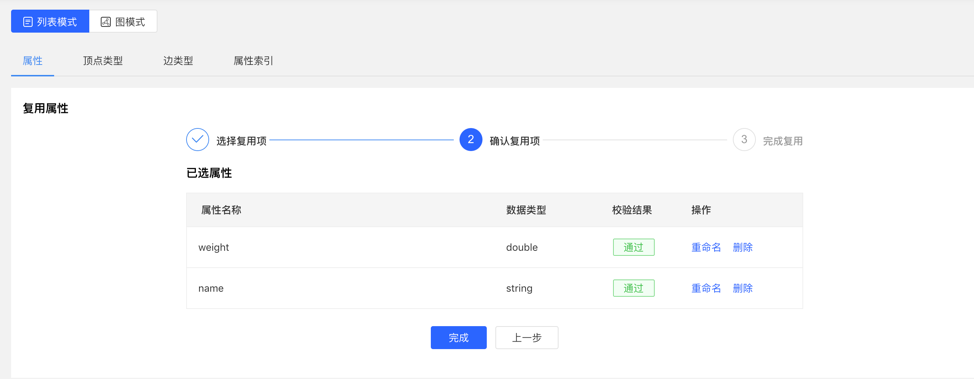 列表模式 图模式
属性 顶点类型 边类型 属性索引
复用属性
选择复用项 2 确认复用项 3 完成复用
已选属性
属性名称 数据类型 校验结果 操作
weight double 通过 重命名 删除
name string 通过 重命名 删除
完成 上一步